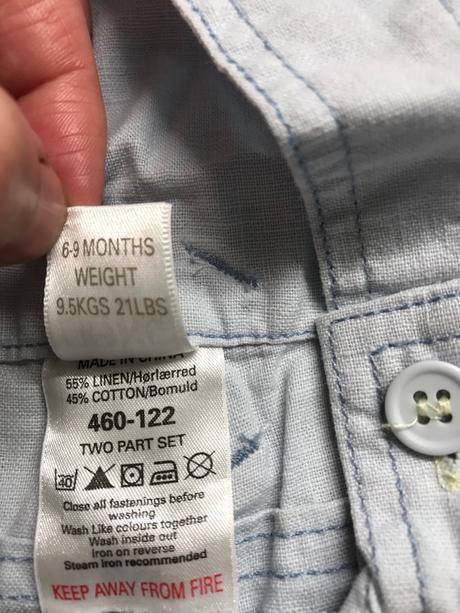 6-9 MONTHS
WEIGHT
9.5KGS 21LBS
MADE IN CHINA
55% LINEN/Hørlærred
45% COTTON/Bomuld
460-122
TWO PART SET
40
Close all fastenings before
washing
Wash Like colours together
Wash inside out
Iron on reverse
Steam iron recommended
KEEP AWAY FROM FIRE